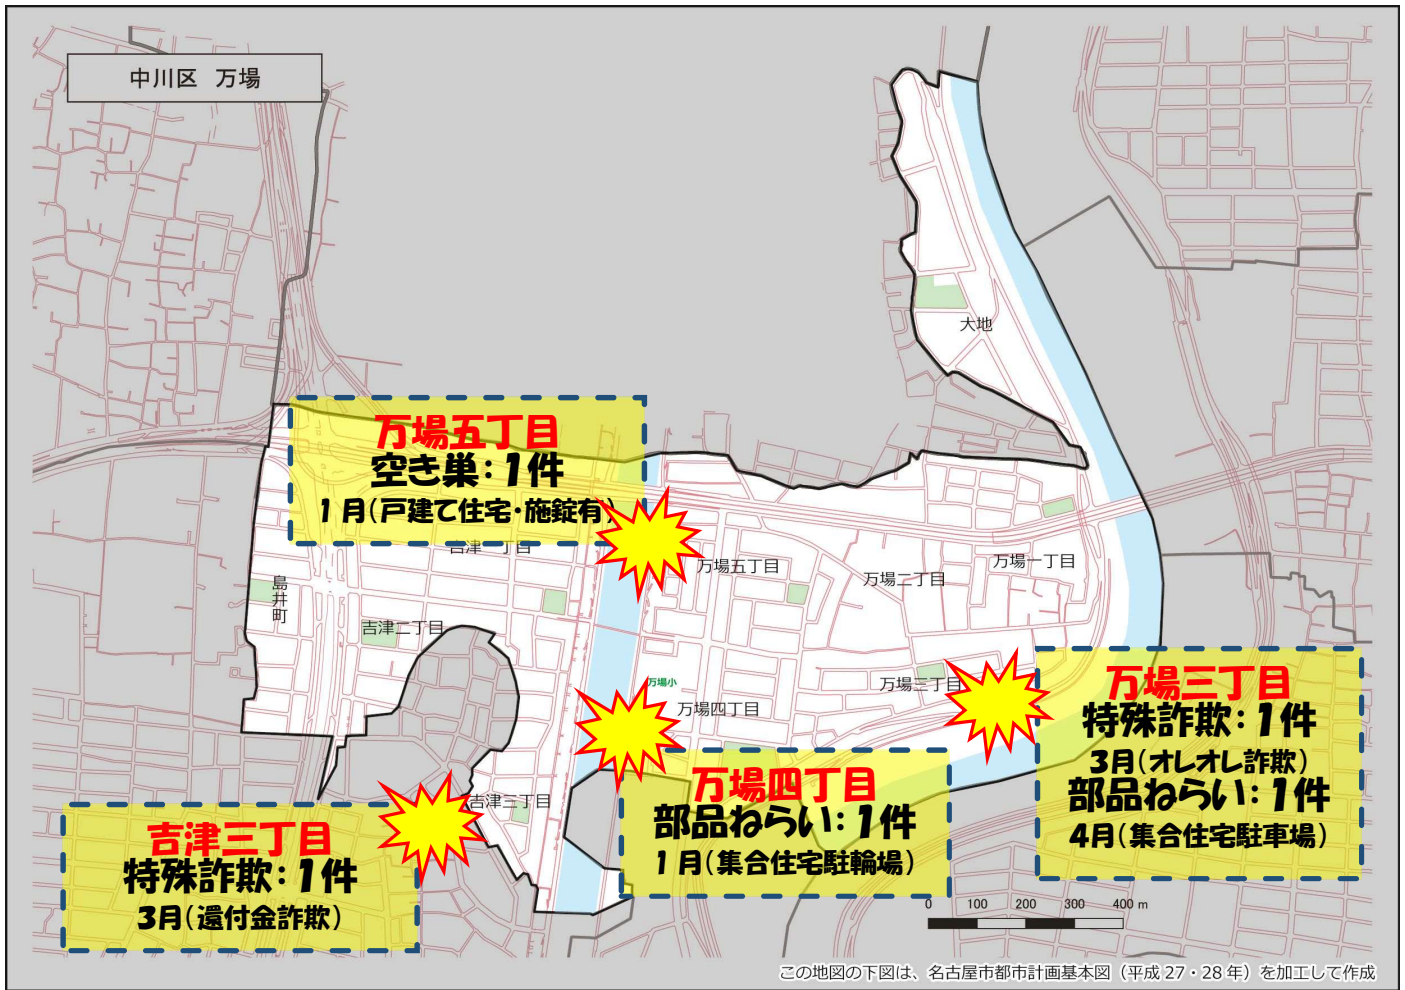 中川区 万場
大地
万場五丁目
空き巣：1件
1月(戸建て住宅・施錠有)
吉津一丁目
万場五丁目
万場二丁目
万場一丁目
島井町
吉津二丁目
万場小
万場四丁目
万場三丁目
万場三丁目
特殊詐欺：1件
3月(オレオレ詐欺)
部品ねらい：1件
4月(集合住宅駐車場)
万場四丁目
部品ねらい：1件
1月(集合住宅駐輪場)
吉津三丁目
吉津三丁目
特殊詐欺：1件
3月(還付金詐欺)
0 100 200 300 400 m
この地図の下図は、名古屋市都市計画基本図（平成27・28年）を加工して作成